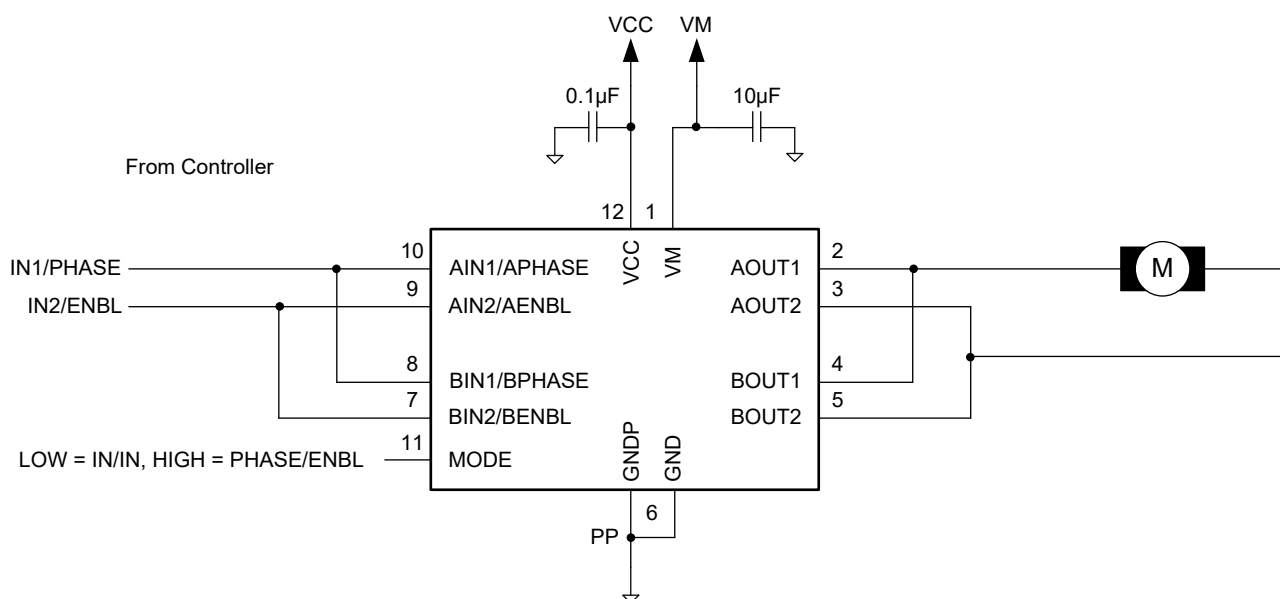 VCC VM
0.1µF 10µF
From Controller
12 1
IN1/PHASE 10 AIN1/APHASE VCC VM AOUT1 2 M
IN2/ENBL 9 AIN2/AENBL AOUT2 3
8 BIN1/BPHASE BOUT1 4
7 BIN2/BENBL BOUT2 5
LOW = IN/IN, HIGH = PHASE/ENBL 11 MODE GNDP GND
PP 6